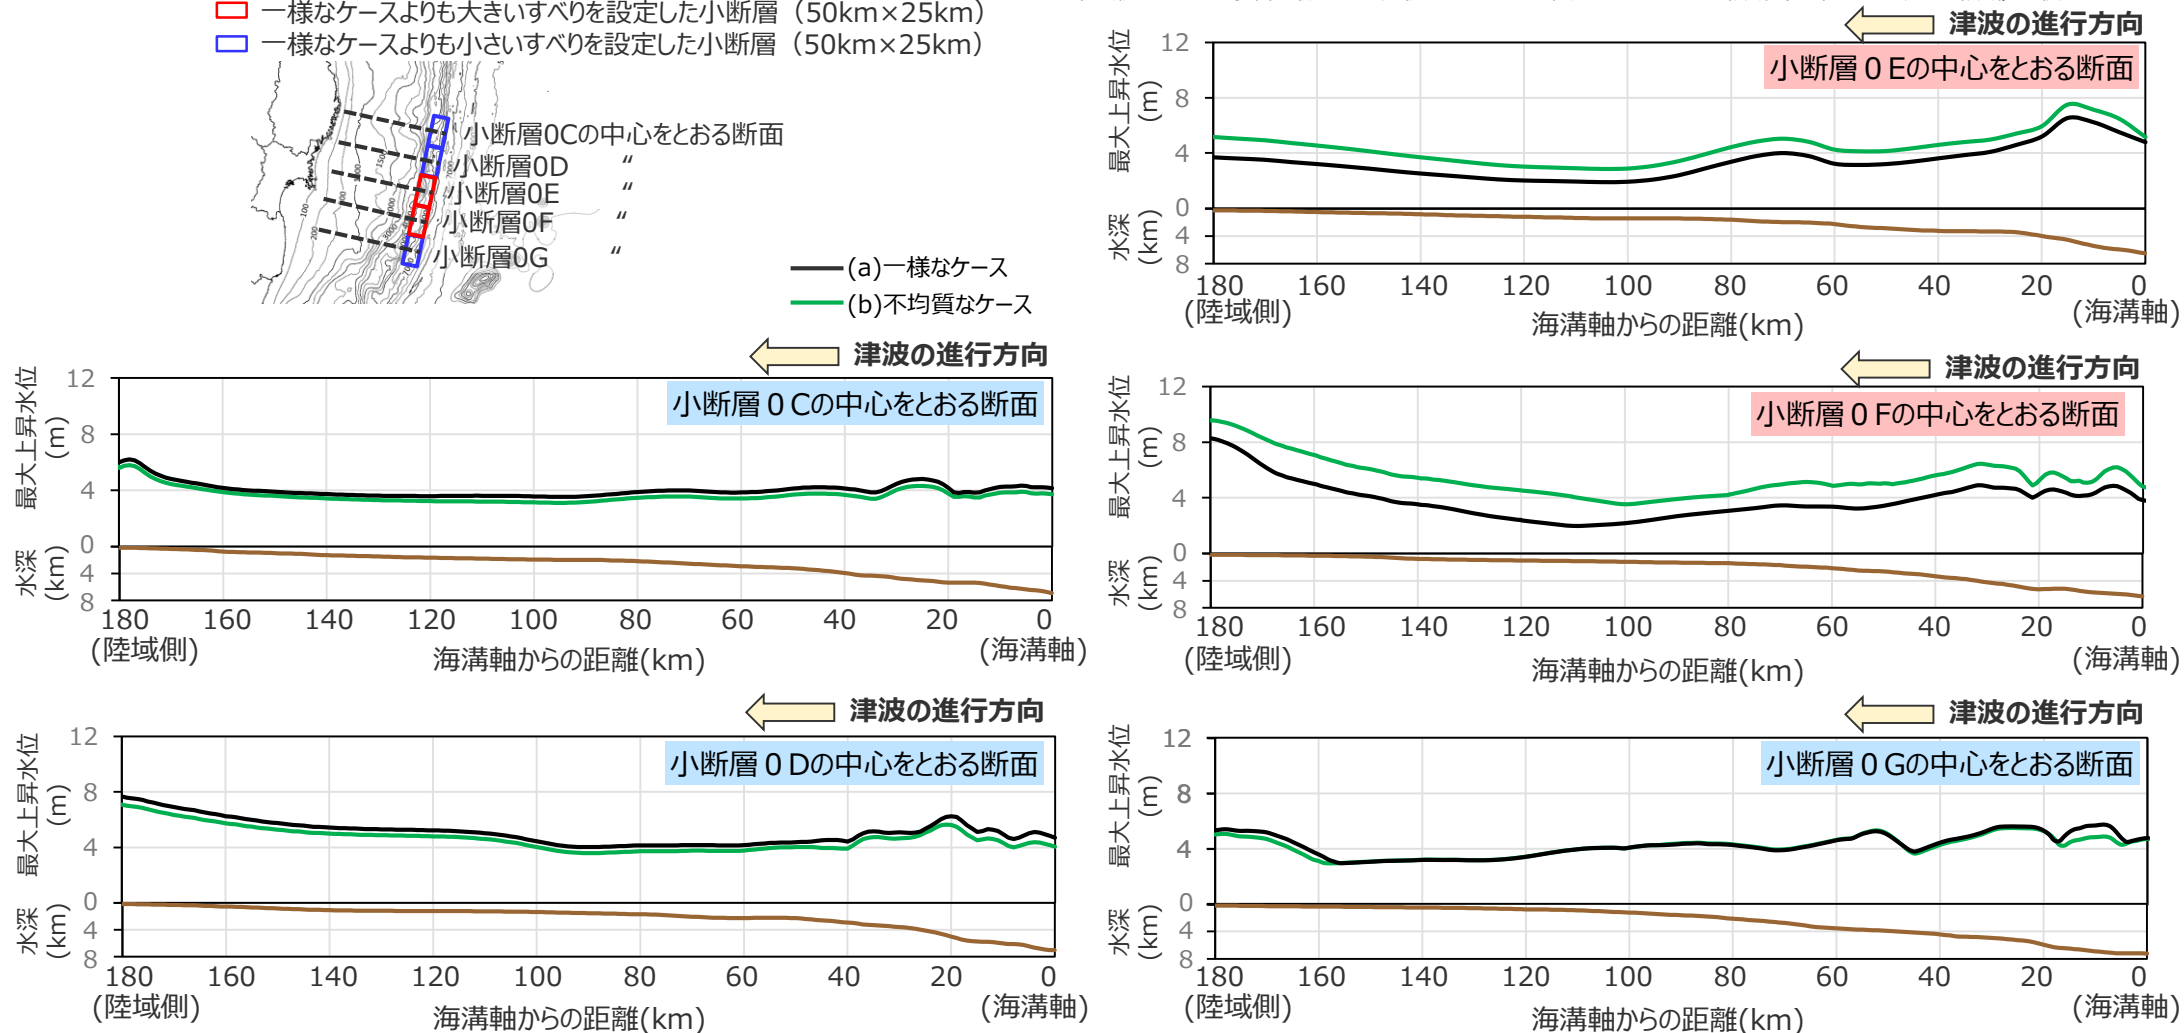 一様なケースよりも大きいすべりを設定した小断層（50km×25km）
一様なケースよりも小さいすべりを設定した小断層（50km×25km）
小断層0Cの中心をとおる断面
小断層0D　〃
小断層0E　〃
小断層0F　〃
小断層0G　〃
(a)一様なケース
(b)不均質なケース
津波の進行方向
小断層０Eの中心をとおる断面
最大上昇水位
(m)
12
8
4
0
水深
(km)
4
8
180 160 140 120 100 80 60 40 20 0
(陸域側) 海溝軸からの距離(km) (海溝軸)
津波の進行方向
小断層０Cの中心をとおる断面
最大上昇水位
(m)
12
8
4
0
水深
(km)
4
8
180 160 140 120 100 80 60 40 20 0
(陸域側) 海溝軸からの距離(km) (海溝軸)
津波の進行方向
小断層０Fの中心をとおる断面
最大上昇水位
(m)
12
8
4
0
水深
(km)
4
8
180 160 140 120 100 80 60 40 20 0
(陸域側) 海溝軸からの距離(km) (海溝軸)
津波の進行方向
小断層０Dの中心をとおる断面
最大上昇水位
(m)
12
8
4
0
水深
(km)
4
8
180 160 140 120 100 80 60 40 20 0
(陸域側) 海溝軸からの距離(km) (海溝軸)
津波の進行方向
小断層０Gの中心をとおる断面
最大上昇水位
(m)
12
8
4
0
水深
(km)
4
8
180 160 140 120 100 80 60 40 20 0
(陸域側) 海溝軸からの距離(km) (海溝軸)